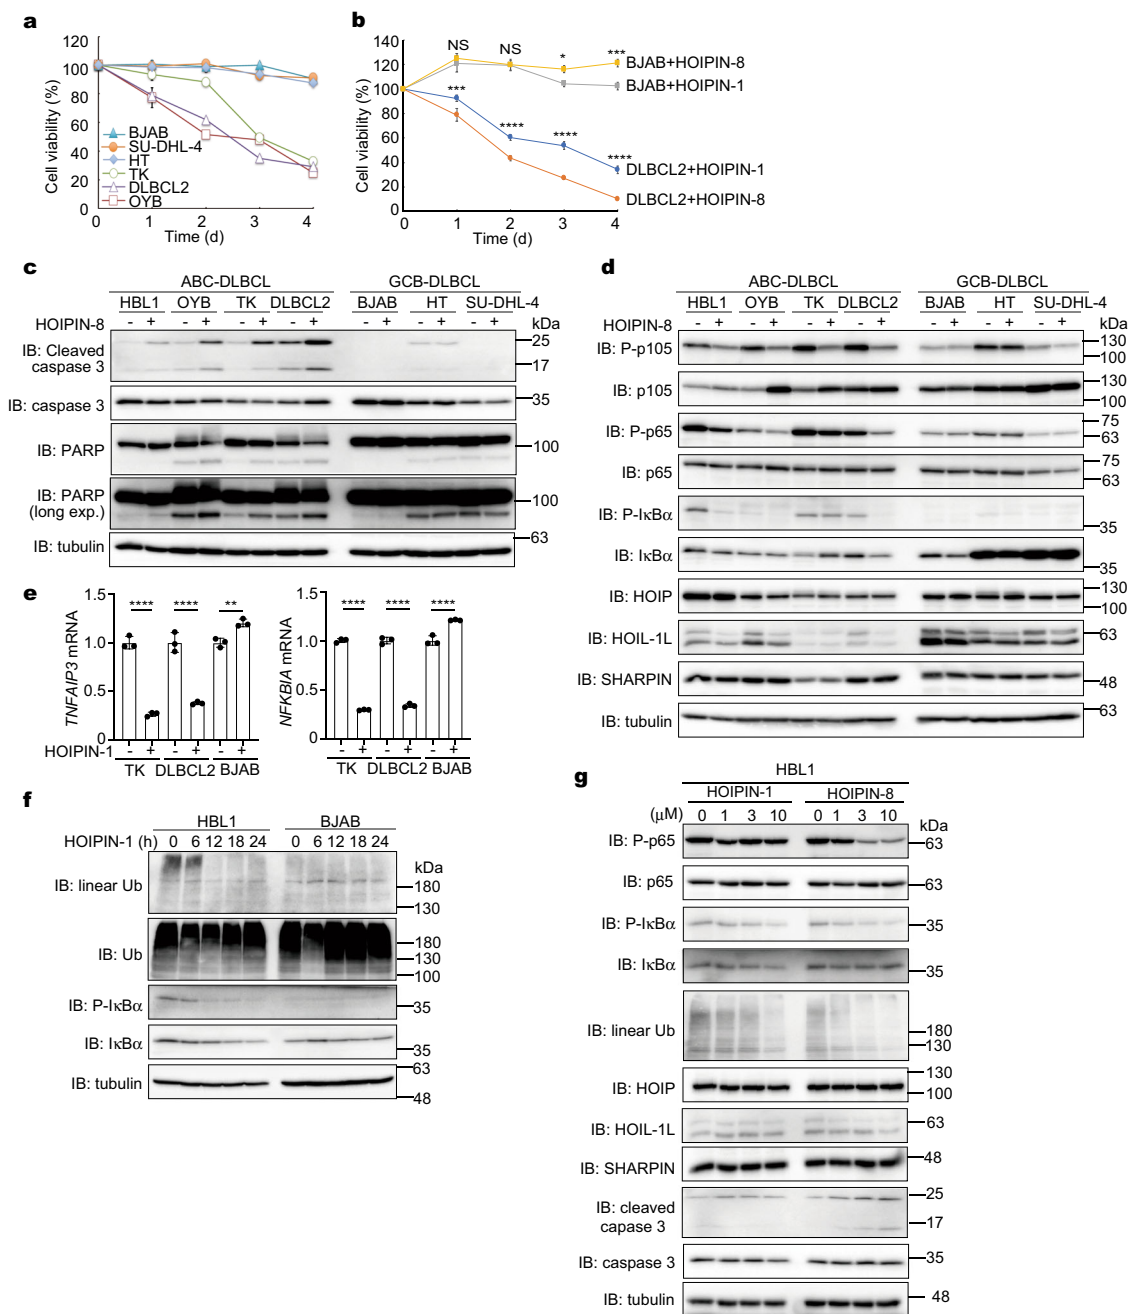 a
120
100
80
60
40
20
0
Cell viability (%)
BJAB
SU-DHL-4
HT
TK
DLBCL2
OYB
0 1 2 3 4
Time (d)
b
140
120
100
80
60
40
20
0
Cell viability (%)
NS NS * ***
BJAB+HOIPIN-8
BJAB+HOIPIN-1
*** **** **** ****
DLBCL2+HOIPIN-1
DLBCL2+HOIPIN-8
0 1 2 3 4
Time (d)
c
ABC-DLBCL GCB-DLBCL
HBL1 OYB TK DLBCL2 BJAB HT SU-DHL-4
HOIPIN-8 - + - + - + - + - + - + - + kDa
IB: Cleaved
caspase 3
25
17
IB: caspase 3 35
IB: PARP 100
IB: PARP
(long exp.)
100
IB: tubulin 63
d
ABC-DLBCL GCB-DLBCL
HBL1 OYB TK DLBCL2 BJAB HT SU-DHL-4
HOIPIN-8 - + - + - + - + - + - + - + kDa
IB: P-p105 130
100
IB: p105 130
100
IB: P-p65 75
63
IB: p65 75
63
IB: P-IκBα 35
IB: IκBα 35
IB: HOIP 130
100
IB: HOIL-1L 63
IB: SHARPIN 48
IB: tubulin 63
e
TNFAIP3 mRNA
1.5
1.0
0.5
0
**** **** **
HOIPIN-1 - + - + - +
TK DLBCL2 BJAB
NFKBIA mRNA
1.5
1.0
0.5
0
**** **** ****
- + - + - +
TK DLBCL2 BJAB
f
HBL1 BJAB
HOIPIN-1 (h) 0 6 12 18 24 0 6 12 18 24
kDa
IB: linear Ub 180
130
IB: Ub 180
130
100
IB: P-IκBα 35
IB: IκBα 35
IB: tubulin 63
48
g
HBL1
HOIPIN-1 HOIPIN-8
(μM) 0 1 3 10 0 1 3 10
kDa
IB: P-p65 63
IB: p65 63
IB: P-IκBα 35
IB: IκBα 35
IB: linear Ub 180
130
IB: HOIP 130
100
IB: HOIL-1L 63
IB: SHARPIN 48
IB: cleaved
capase 3
25
17
IB: caspase 3 35
IB: tubulin 48